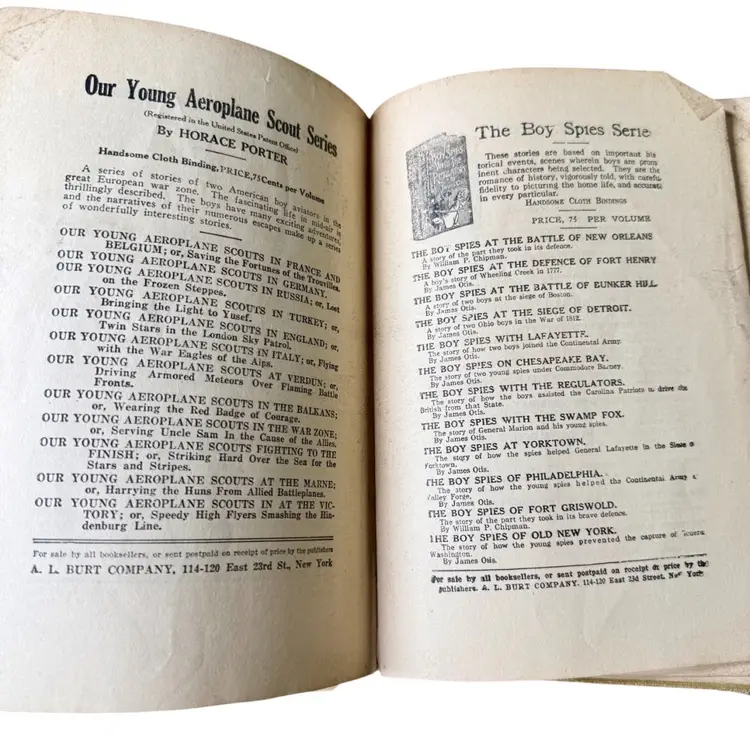 Our Young Aeroplane Scout Series
(Registered in the United States Patent Office)
By HORACE PORTER
Handsome Cloth Binding, PRICE, 75 Cents per Volume
A series of stories of two American boy aviators in the
great European war zone. The fascinating life in mid-air is
thrillingly described. The boys have many exciting adventures,
and the narratives of their numerous escapes make up a series
of wonderfully interesting stories.
OUR YOUNG AEROPLANE SCOUTS IN FRANCE AND
BELGIUM; or, Saving the Fortunes of the Trouvilles.
OUR YOUNG AEROPLANE SCOUTS IN GERMANY.
OUR YOUNG AEROPLANE SCOUTS IN RUSSIA; or, Lost
on the Frozen Steppes.
OUR YOUNG AEROPLANE SCOUTS IN TURKEY; or,
Bringing the Light to Yusef.
OUR YOUNG AEROPLANE SCOUTS IN ENGLAND; or,
Twin Stars in the London Sky Patrol.
OUR YOUNG AEROPLANE SCOUTS IN ITALY; or, Flying
with the War Eagles of the Alps.
OUR YOUNG AEROPLANE SCOUTS AT VERDUN; or,
Driving Armored Meteors Over Flaming Battle
Fronts.
OUR YOUNG AEROPLANE SCOUTS IN THE BALKANS;
or, Wearing the Red Badge of Courage.
OUR YOUNG AEROPLANE SCOUTS IN THE WAR ZONE;
or, Serving Uncle Sam In the Cause of the Allies.
OUR YOUNG AEROPLANE SCOUTS FIGHTING TO THE
FINISH; or, Striking Hard Over the Sea for the
Stars and Stripes.
OUR YOUNG AEROPLANE SCOUTS AT THE MARNE;
or, Harrying the Huns From Allied Battleplanes.
OUR YOUNG AEROPLANE SCOUTS IN AT THE VIC-
TORY; or, Speedy High Flyers Smashing the Hin-
denburg Line.
For sale by all booksellers, or sent postpaid on receipt of price by the publishers
A. L. BURT COMPANY, 114-120 East 23rd St., New York
The Boy Spies Serie
These stories are based on important his
torical events, scenes wherein boys are prom
inent characters being selected. They are the
romance of history, vigorously told, with careful
fidelity to picturing the home life, and accurate
in every particular.
HANDSOME CLOTH BINDINGS
PRICE, 75 PER VOLUME
THE BOY SPIES AT THE BATTLE OF NEW ORLEANS
A story of the part they took in its defence.
By William P. Chipman.
THE BOY SPIES AT THE DEFENCE OF FORT HENRY
A boy's story of Wheeling Creek in 1777.
By James Otis.
THE BOY SPIES AT THE BATTLE OF BUNKER HILL
A story of two boys at the siege of Boston.
By James Otis.
THE BOY SPIES AT THE SIEGE OF DETROIT.
A story of two Ohio boys in the War of 1812.
By James Otis.
THE BOY SPIES WITH LAFAYETTE.
The story of how two boys joined the Continental Army.
By James Otis.
THE BOY SPIES ON CHESAPEAKE BAY.
The story of two young spies under Commodore Barney.
By James Otis.
THE BOY SPIES WITH THE REGULATORS.
The story of how the boys assisted the Carolina Patriots to drive the
British from that State.
By James Otis.
THE BOY SPIES WITH THE SWAMP FOX.
The story of General Marion and his young spies.
By James Otis.
THE BOY SPIES AT YORKTOWN.
The story of how the spies helped General Lafayette in the Siege o
Yorktown.
By James Otis.
THE BOY SPIES OF PHILADELPHIA.
The story of how the young spies helped the Continental Army a
Valley Forge.
By James Otis.
THE BOY SPIES OF FORT GRISWOLD.
The story of the part they took in its brave defence.
By William P. Chipman.
THE BOY SPIES OF OLD NEW YORK.
The story of how the young spies prevented the capture of General
Washington.
By James Otis.
For sale by all booksellers, or sent postpaid on receipt of price by the
publishers. A. L. BURT COMPANY, 114-120 East 23d Street, New York